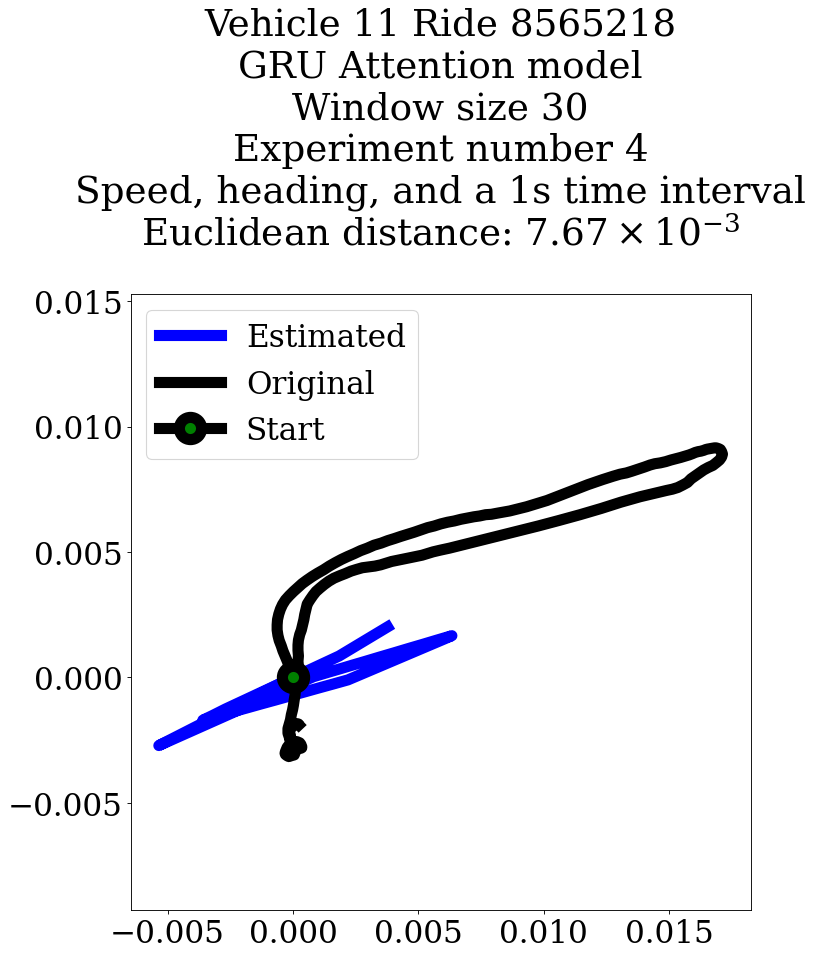 Vehicle 11 Ride 8565218
GRU Attention model
Window size 30
Experiment number 4
Speed, heading, and a 1s time interval
Euclidean distance: 7.67 × 10⁻³
0.015
Estimated
Original
Start
0.010
0.005
0.000
−0.005
−0.005 0.000 0.005 0.010 0.015